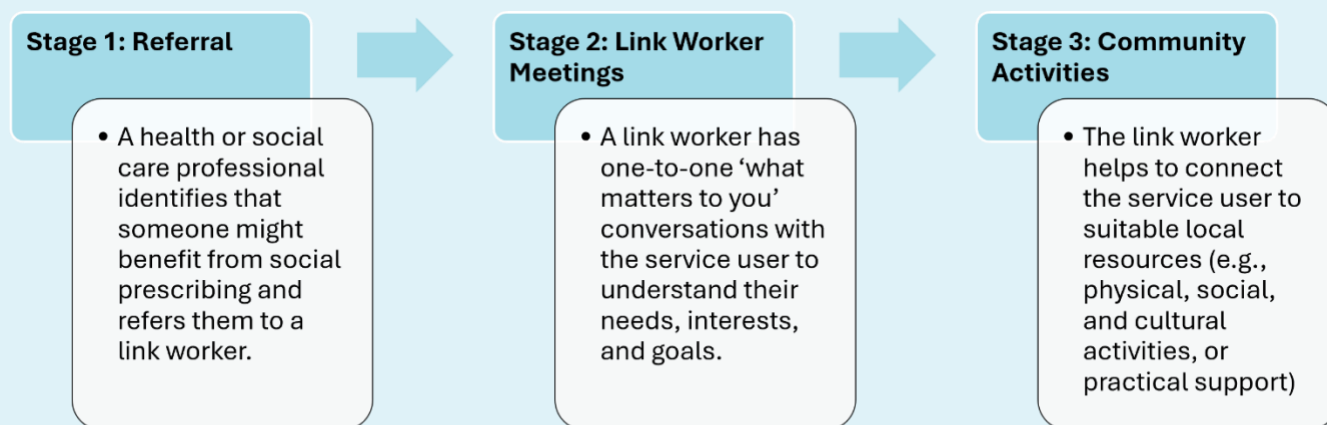 Stage 1: Referral
• A health or social
care professional
identifies that
someone might
benefit from social
prescribing and
refers them to a
link worker.
Stage 2: Link Worker
Meetings
• A link worker has
one-to-one ‘what
matters to you’
conversations with
the service user to
understand their
needs, interests,
and goals.
Stage 3: Community
Activities
• The link worker
helps to connect
the service user to
suitable local
resources (e.g.,
physical, social,
and cultural
activities, or
practical support)